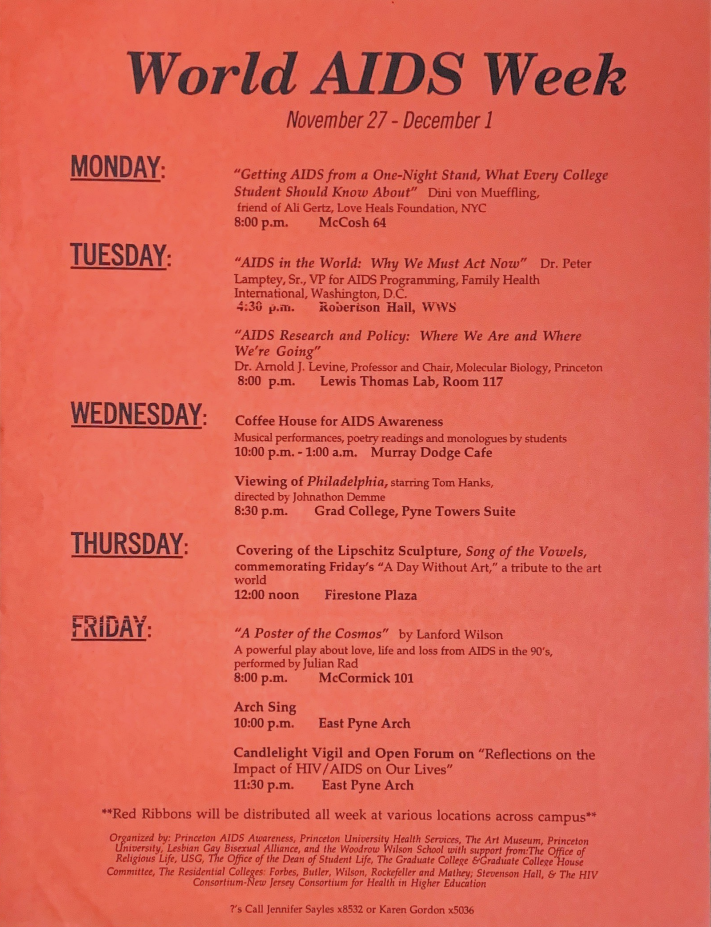 World AIDS Week
November 27 - December 1
MONDAY:
"Getting AIDS from a One-Night Stand, What Every College
Student Should Know About" Dini von Mueffling,
friend of Ali Gertz, Love Heals Foundation, NYC
8:00 p.m. McCosh 64
TUESDAY:
"AIDS in the World: Why We Must Act Now" Dr. Peter
Lamptey, Sr., VP for AIDS Programming, Family Health
International, Washington, D.C.
4:30 p.m. Robertson Hall, WWS
"AIDS Research and Policy: Where We Are and Where
We're Going"
Dr. Arnold J. Levine, Professor and Chair, Molecular Biology, Princeton
8:00 p.m. Lewis Thomas Lab, Room 117
WEDNESDAY:
Coffee House for AIDS Awareness
Musical performances, poetry readings and monologues by students
10:00 p.m. - 1:00 a.m. Murray Dodge Cafe
Viewing of Philadelphia, starring Tom Hanks,
directed by Johnathon Demme
8:30 p.m. Grad College, Pyne Towers Suite
THURSDAY:
Covering of the Lipschitz Sculpture, Song of the Vowels,
commemorating Friday's "A Day Without Art," a tribute to the art
world
12:00 noon Firestone Plaza
FRIDAY:
"A Poster of the Cosmos" by Lanford Wilson
A powerful play about love, life and loss from AIDS in the 90's,
performed by Julian Rad
8:00 p.m. McCormick 101
Arch Sing
10:00 p.m. East Pyne Arch
Candlelight Vigil and Open Forum on "Reflections on the
Impact of HIV/AIDS on Our Lives"
11:30 p.m. East Pyne Arch
**Red Ribbons will be distributed all week at various locations across campus**
Organized by: Princeton AIDS Awareness, Princeton University Health Services, The Art Museum, Princeton
University, Lesbian Gay Bisexual Alliance, and the Woodrow Wilson School with support from:The Office of
Religious Life, USG, The Office of the Dean of Student Life, The Graduate College &Graduate College House
Committee, The Residential Colleges: Forbes, Butler, Wilson, Rockefeller and Mathey; Stevenson Hall, & The HIV
Consortium-New Jersey Consortium for Health in Higher Education
?'s Call Jennifer Sayles x8532 or Karen Gordon x5036